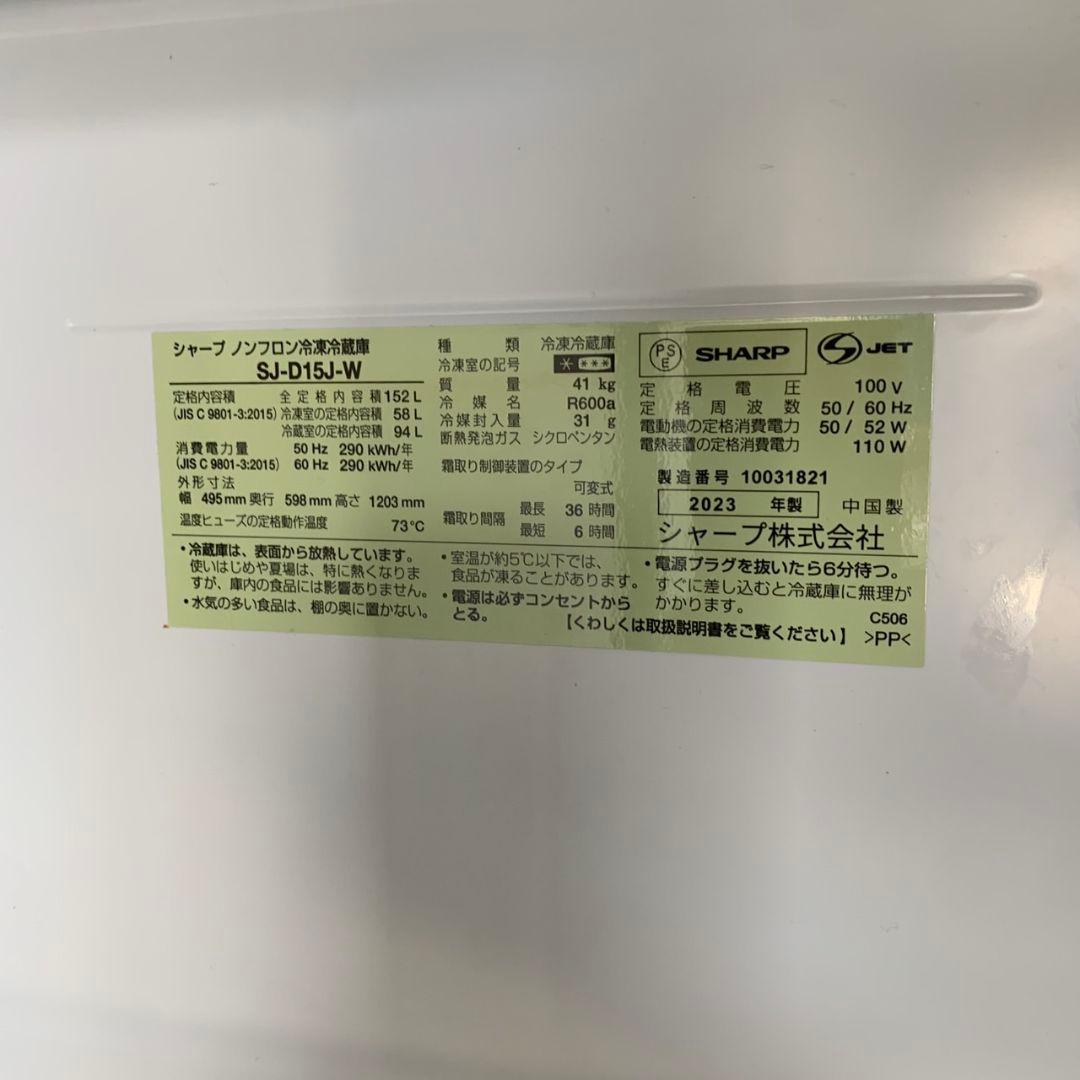 シャープ ノンフロン冷凍冷蔵庫
SJ-D15J-W
定格内容積 全定格内容積 152 L
(JIS C 9801-3:2015) 冷凍室の定格内容積 58 L
冷蔵室の定格内容積 94 L
消費電力量 50 Hz 290 kWh/年
(JIS C 9801-3:2015) 60 Hz 290 kWh/年
外形寸法
幅 495 mm 奥行 598 mm 高さ 1203 mm
温度ヒューズの定格動作温度 73℃
種類 冷凍冷蔵庫
冷凍室の記号 * ***
質量 41 kg
冷媒名 R600a
冷媒封入量 31 g
断熱発泡ガス シクロペンタン
霜取り制御装置のタイプ
可変式
霜取り間隔 最長 36 時間
最短 6 時間
PSE SHARP JET
定格電圧 100 V
定格周波数 50 / 60 Hz
電動機の定格消費電力 50 / 52 W
電熱装置の定格消費電力 110 W
製造番号 10031821
2023 年製 中国製
シャープ株式会社
・冷蔵庫は、表面から放熱しています。
使いはじめや夏場は、特に熱くなりま
すが、庫内の食品には影響ありません。
・水気の多い食品は、棚の奥に置かない。
・室温が約5℃以下では、
食品が凍ることがあります。
・電源は必ずコンセントから
とる。
・電源プラグを抜いたら6分待つ。
すぐに差し込むと冷蔵庫に無理が
かかります。
C506
【くわしくは取扱説明書をご覧ください】 >PP<